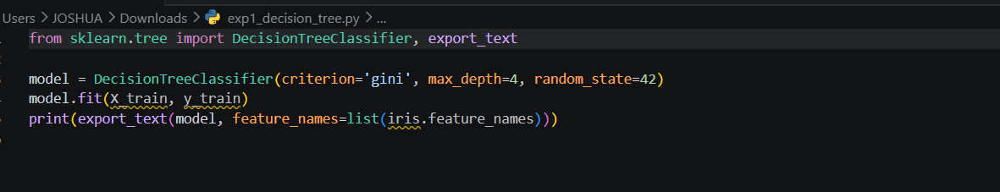 Users > JOSHUA > Downloads > exp1_decision_tree.py > ...
from sklearn.tree import DecisionTreeClassifier, export_text
model = DecisionTreeClassifier(criterion='gini', max_depth=4, random_state=42)
model.fit(X_train, y_train)
print(export_text(model, feature_names=list(iris.feature_names)))